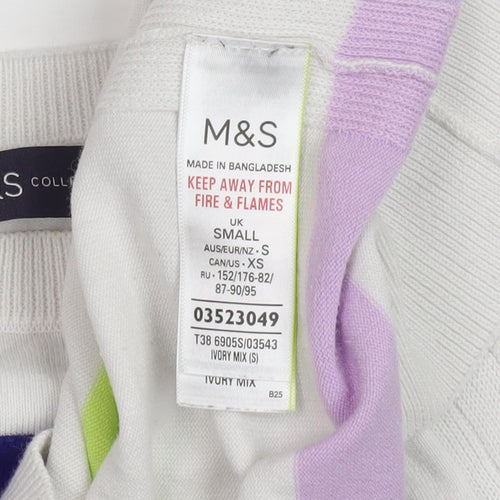 M&S
MADE IN BANGLADESH
KEEP AWAY FROM
FIRE & FLAMES
UK
SMALL
AUS/EUR/NZ • S
CAN/US • XS
RU • 152/176-82/
87-90/95
03523049
T38 6905S/03543
IVORY MIX (S)
IVORY MIX
B25
S COLLE